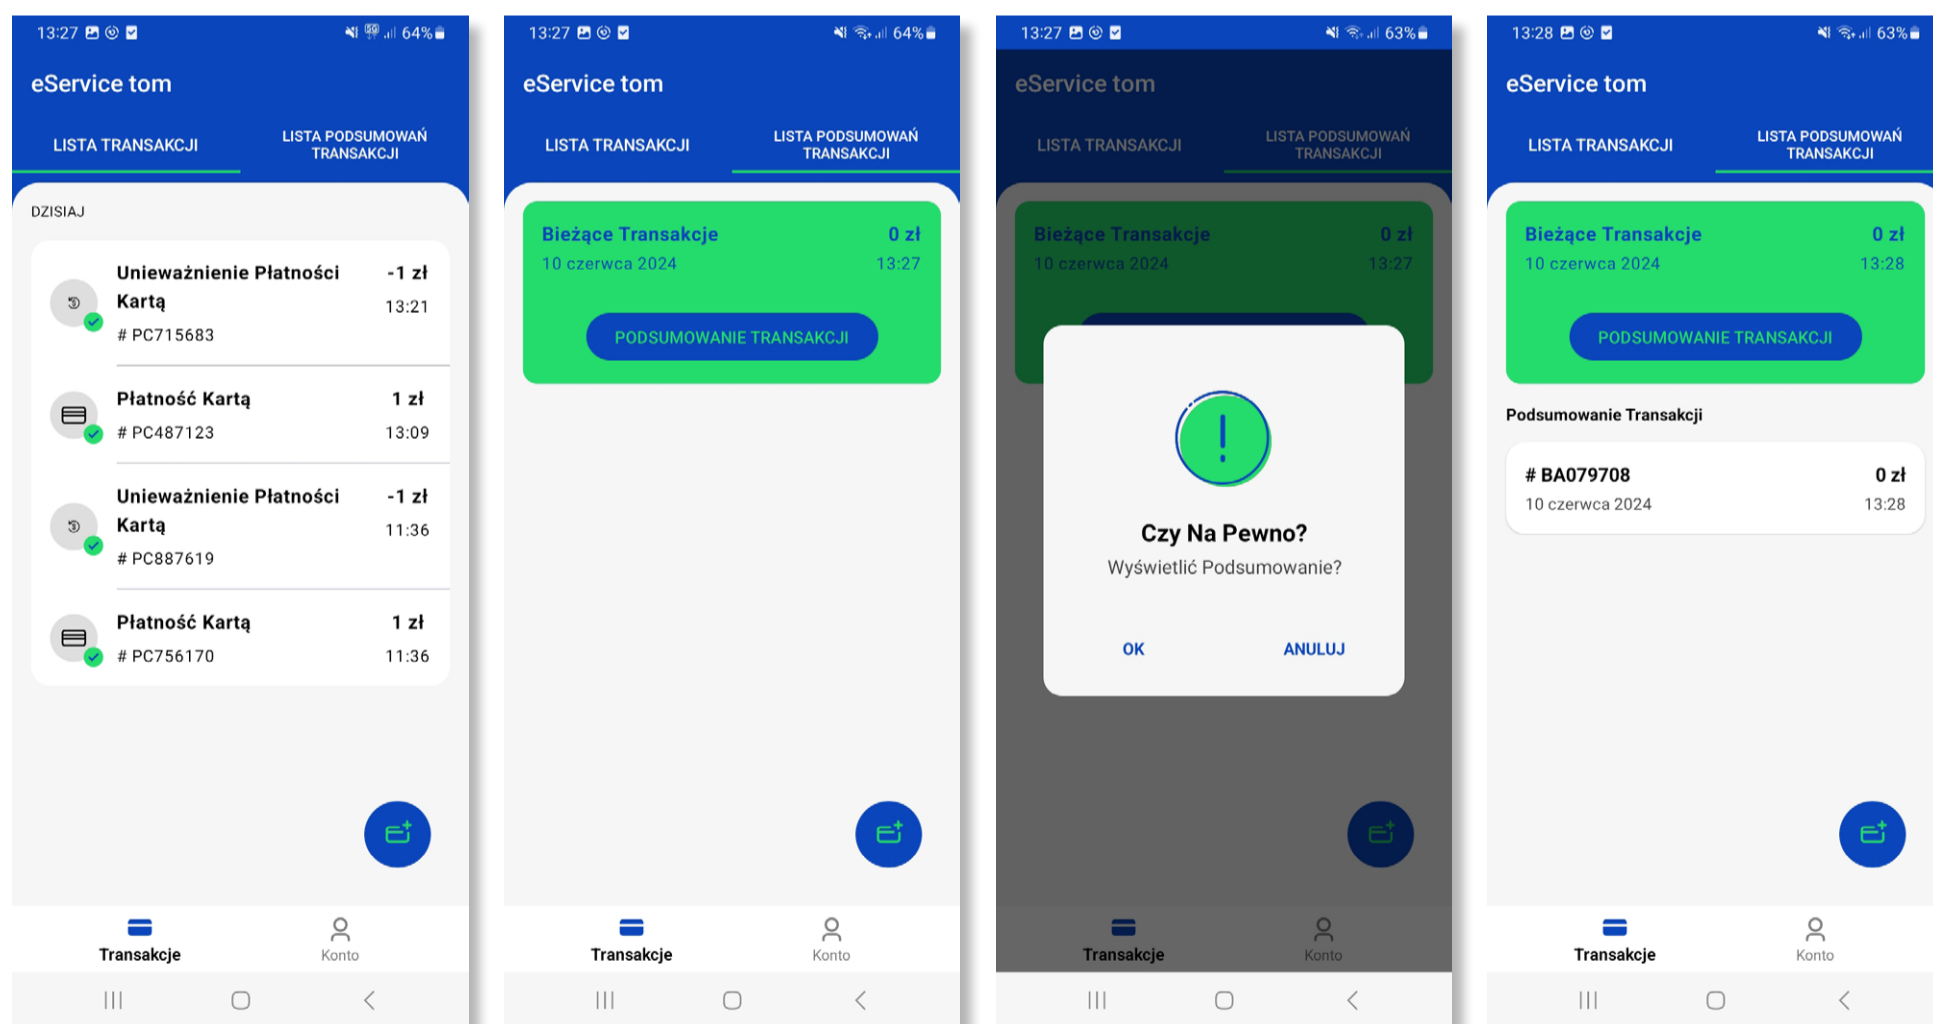 13:27
64%
eService tom
LISTA TRANSAKCJI
LISTA PODSUMOWAŃ
TRANSAKCJI
DZISIAJ
Unieważnienie Płatności
Kartą
-1 zł
13:21
# PC715683
Płatność Kartą
1 zł
# PC487123
13:09
Unieważnienie Płatności
Kartą
-1 zł
11:36
# PC887619
Płatność Kartą
1 zł
# PC756170
11:36
Transakcje
Konto
13:27
64%
eService tom
LISTA TRANSAKCJI
LISTA PODSUMOWAŃ
TRANSAKCJI
Bieżące Transakcje
0 zł
10 czerwca 2024
13:27
PODSUMOWANIE TRANSAKCJI
Transakcje
Konto
13:27
63%
eService tom
LISTA TRANSAKCJI
LISTA PODSUMOWAŃ
TRANSAKCJI
Bieżące Transakcje
0 zł
10 czerwca 2024
13:27
Czy Na Pewno?
Wyświetlić Podsumowanie?
OK
ANULUJ
Transakcje
Konto
13:28
63%
eService tom
LISTA TRANSAKCJI
LISTA PODSUMOWAŃ
TRANSAKCJI
Bieżące Transakcje
0 zł
10 czerwca 2024
13:28
PODSUMOWANIE TRANSAKCJI
Podsumowanie Transakcji
# BA079708
0 zł
10 czerwca 2024
13:28
Transakcje
Konto